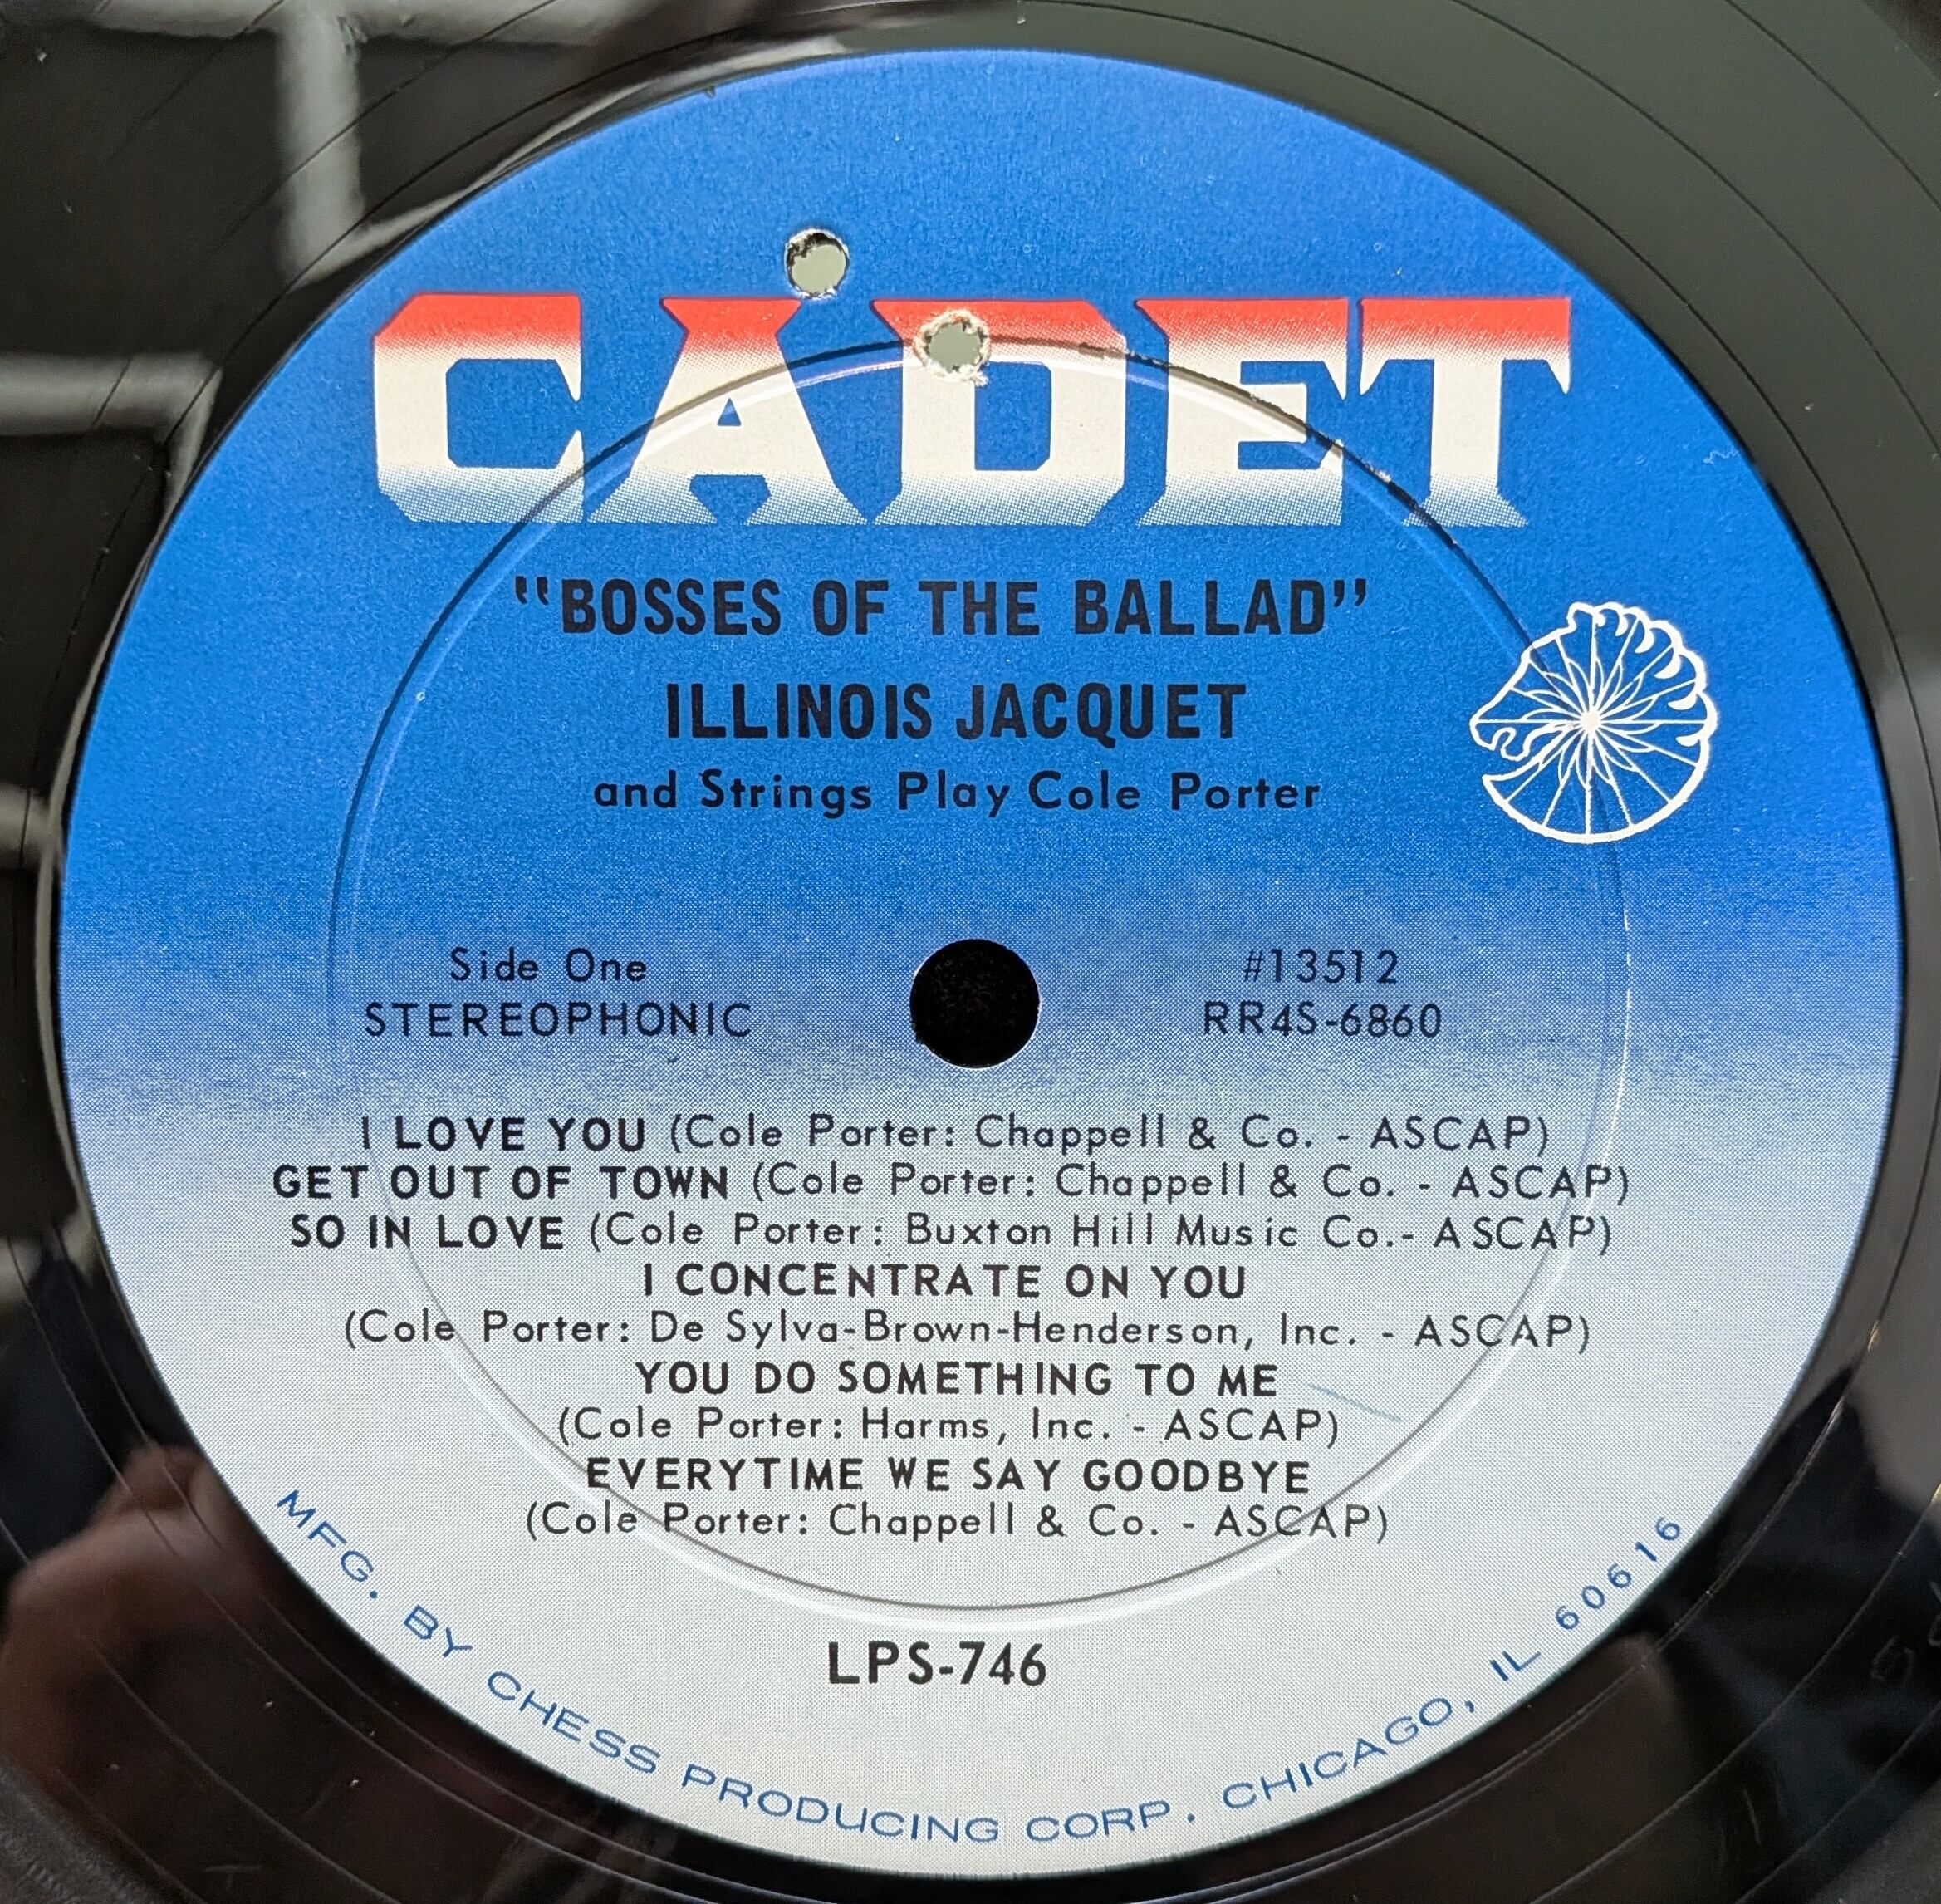 CADET
"BOSSES OF THE BALLAD"
ILLINOIS JACQUET
and Strings Play Cole Porter
Side One
STEREOPHONIC
#13512
RR4S-6860
I LOVE YOU (Cole Porter: Chappell & Co. - ASCAP)
GET OUT OF TOWN (Cole Porter: Chappell & Co. - ASCAP)
SO IN LOVE (Cole Porter: Buxton Hill Music Co.- ASCAP)
I CONCENTRATE ON YOU
(Cole Porter: De Sylva-Brown-Henderson, Inc. - ASCAP)
YOU DO SOMETHING TO ME
(Cole Porter: Harms, Inc. - ASCAP)
EVERYTIME WE SAY GOODBYE
(Cole Porter: Chappell & Co. - ASCAP)
LPS-746
MFG. BY CHESS PRODUCING CORP. CHICAGO, IL 60616